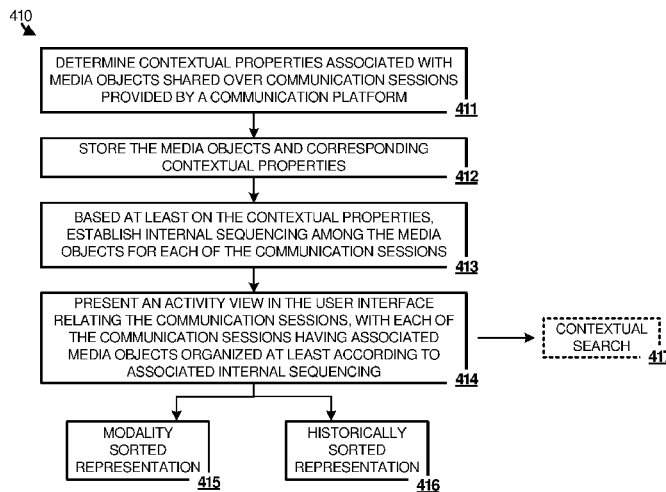 410
DETERMINE CONTEXTUAL PROPERTIES ASSOCIATED WITH
MEDIA OBJECTS SHARED OVER COMMUNICATION SESSIONS
PROVIDED BY A COMMUNICATION PLATFORM
411
STORE THE MEDIA OBJECTS AND CORRESPONDING
CONTEXTUAL PROPERTIES
412
BASED AT LEAST ON THE CONTEXTUAL PROPERTIES,
ESTABLISH INTERNAL SEQUENCING AMONG THE MEDIA
OBJECTS FOR EACH OF THE COMMUNICATION SESSIONS
413
PRESENT AN ACTIVITY VIEW IN THE USER INTERFACE
RELATING THE COMMUNICATION SESSIONS, WITH EACH OF
THE COMMUNICATION SESSIONS HAVING ASSOCIATED
MEDIA OBJECTS ORGANIZED AT LEAST ACCORDING TO
ASSOCIATED INTERNAL SEQUENCING
414
CONTEXTUAL
SEARCH
417
MODALITY
SORTED
REPRESENTATION
415
HISTORICALLY
SORTED
REPRESENTATION
416